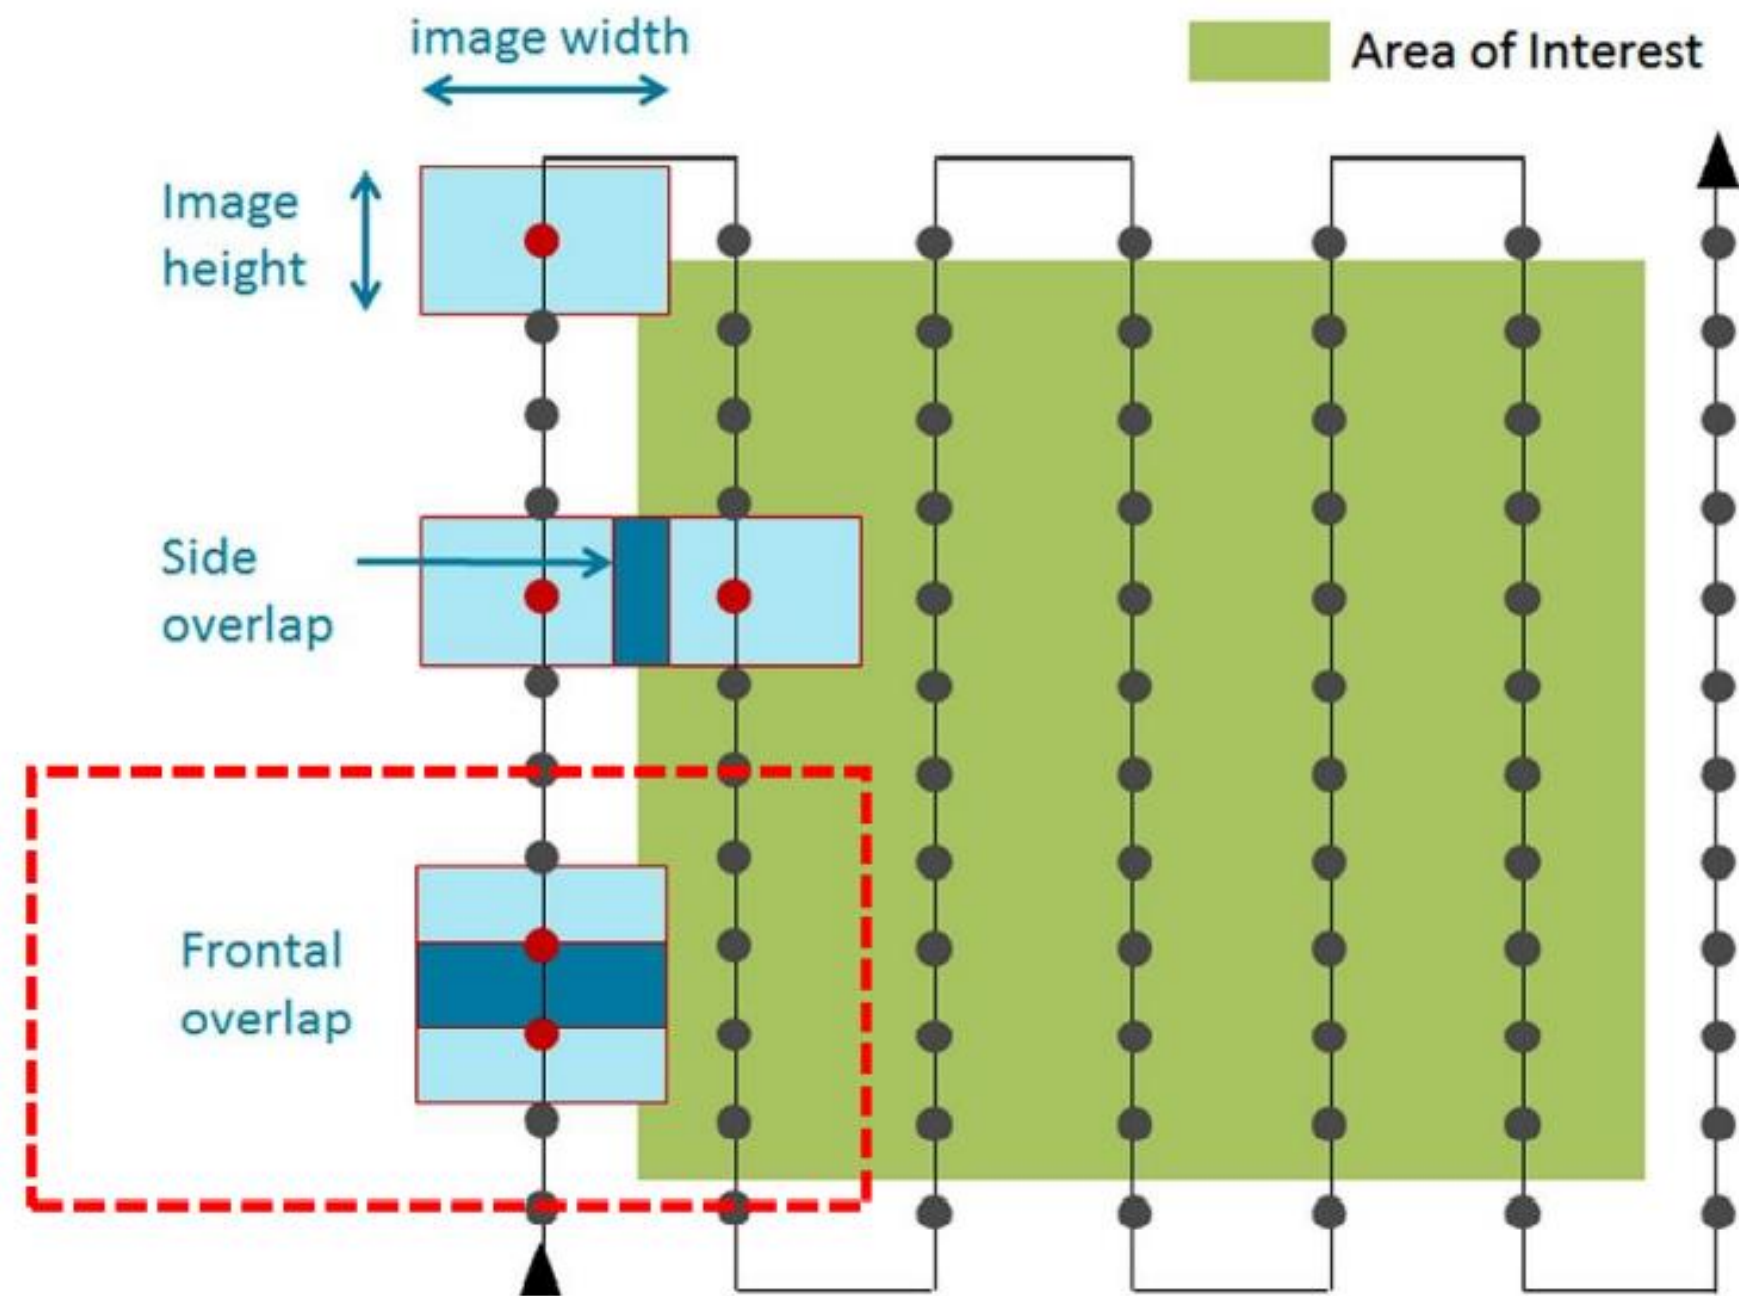 image width
Area of Interest
Image
height
Side
overlap
Frontal
overlap